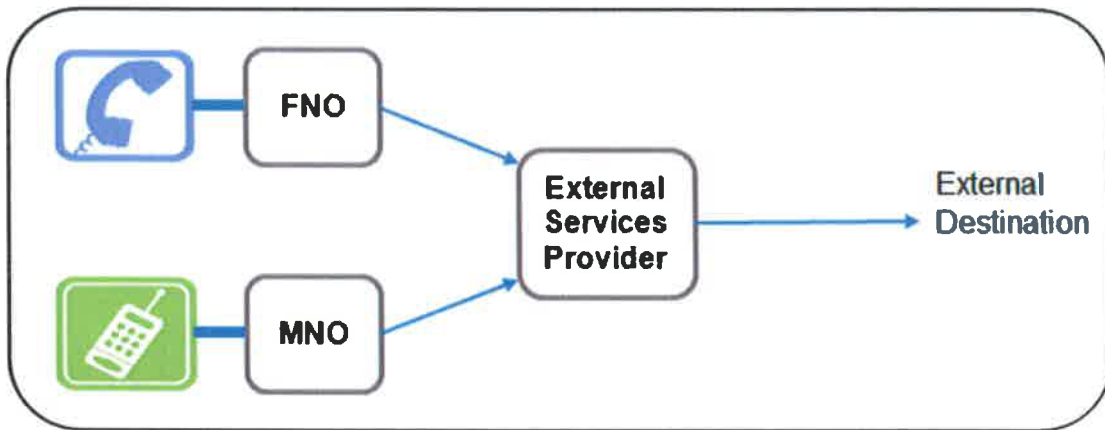 FNO
External
Services
Provider
External
Destination
MNO